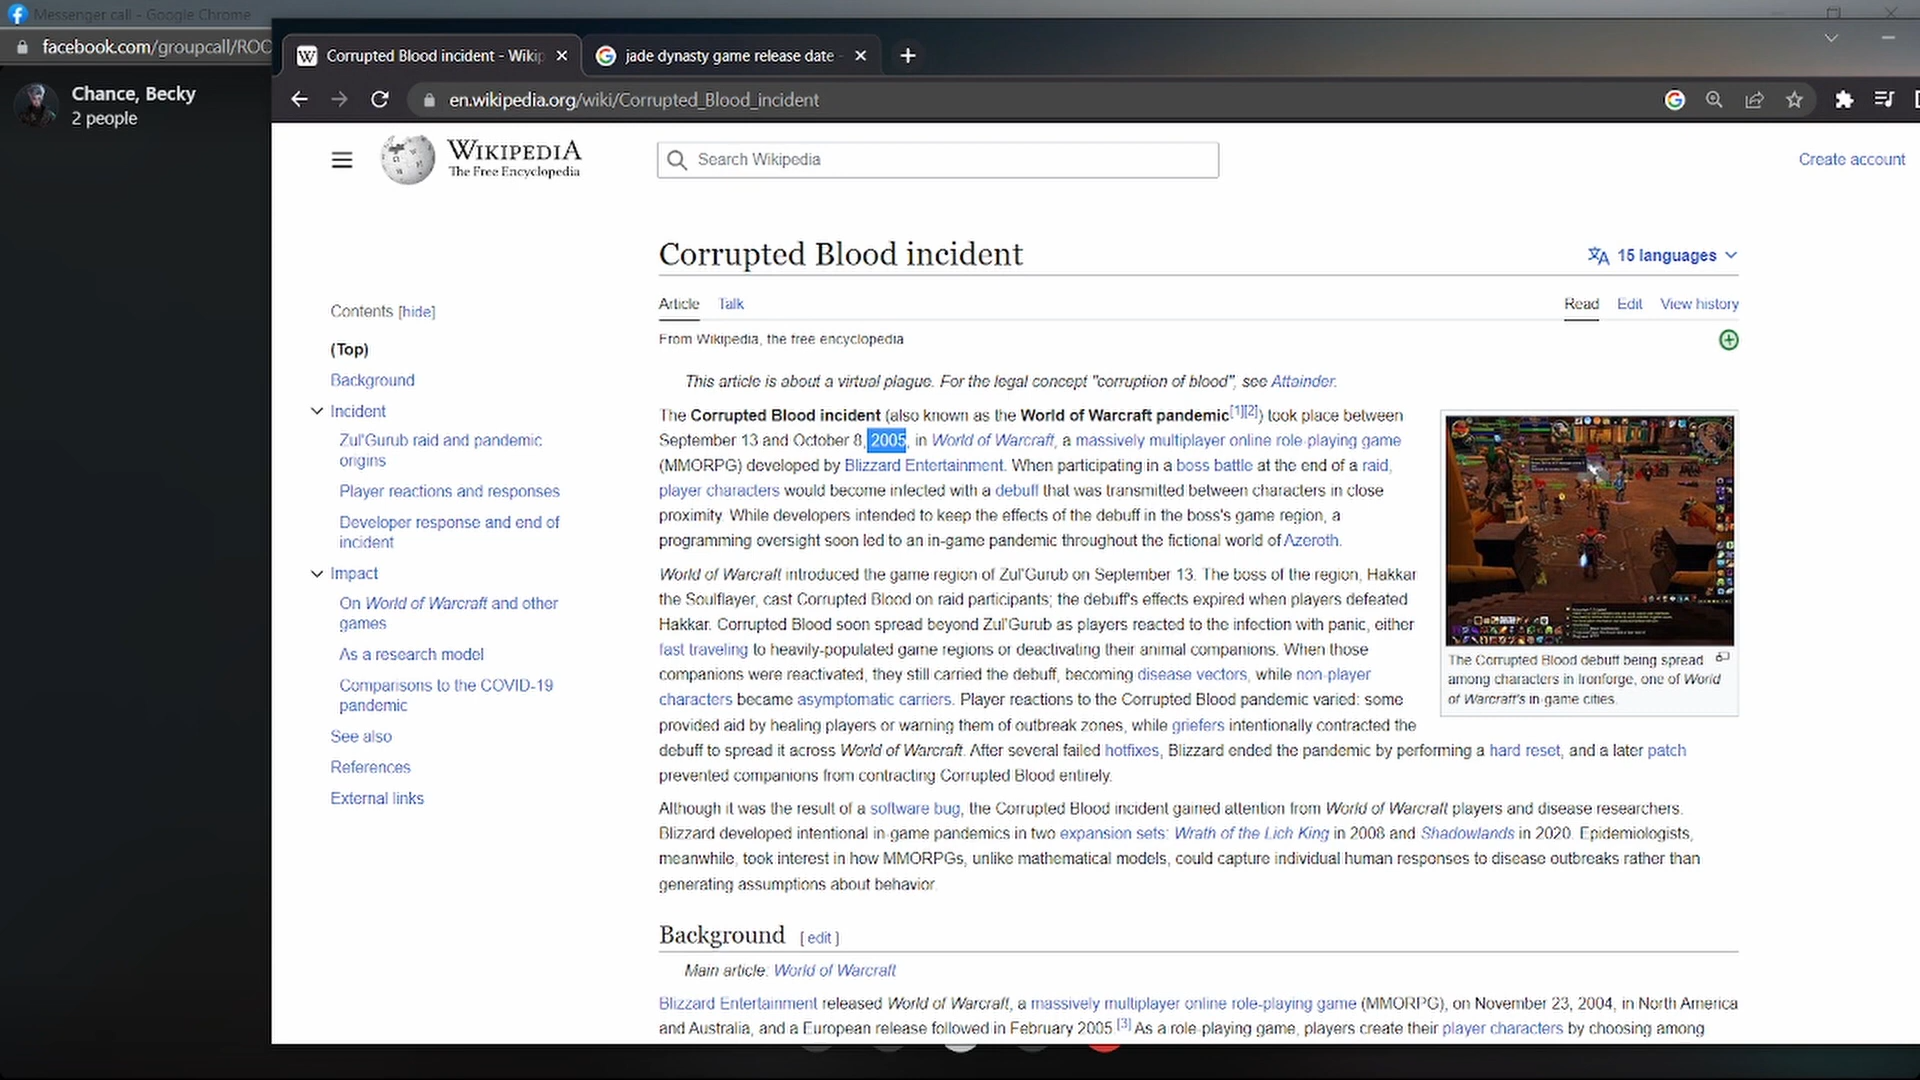 Messenger call - Google Chrome
facebook.com/groupcall/ROO
Chance, Becky
2 people
Corrupted Blood incident - Wikip
jade dynasty game release date -
en.wikipedia.org/wiki/Corrupted_Blood_incident
WIKIPEDIA
The Free Encyclopedia
Search Wikipedia
Create account
Corrupted Blood incident
15 languages
Contents [hide]
(Top)
Background
Incident
Zul'Gurub raid and pandemic
origins
Player reactions and responses
Developer response and end of
incident
Impact
On World of Warcraft and other
games
As a research model
Comparisons to the COVID-19
pandemic
See also
References
External links
Article Talk
Read Edit View history
From Wikipedia, the free encyclopedia
This article is about a virtual plague. For the legal concept "corruption of blood", see Attainder.
The Corrupted Blood incident (also known as the World of Warcraft pandemic[1][2]) took place between
September 13 and October 8, 2005, in World of Warcraft, a massively multiplayer online role-playing game
(MMORPG) developed by Blizzard Entertainment. When participating in a boss battle at the end of a raid,
player characters would become infected with a debuff that was transmitted between characters in close
proximity. While developers intended to keep the effects of the debuff in the boss's game region, a
programming oversight soon led to an in-game pandemic throughout the fictional world of Azeroth.
World of Warcraft introduced the game region of Zul'Gurub on September 13. The boss of the region, Hakkar
the Soulflayer, cast Corrupted Blood on raid participants; the debuff's effects expired when players defeated
Hakkar. Corrupted Blood soon spread beyond Zul'Gurub as players reacted to the infection with panic, either
fast traveling to heavily-populated game regions or deactivating their animal companions. When those
companions were reactivated, they still carried the debuff, becoming disease vectors, while non-player
characters became asymptomatic carriers. Player reactions to the Corrupted Blood pandemic varied: some
provided aid by healing players or warning them of outbreak zones, while griefers intentionally contracted the
debuff to spread it across World of Warcraft. After several failed hotfixes, Blizzard ended the pandemic by performing a hard reset, and a later patch
prevented companions from contracting Corrupted Blood entirely.
The Corrupted Blood debuff being spread
among characters in Ironforge, one of World
of Warcraft's in-game cities.
Although it was the result of a software bug, the Corrupted Blood incident gained attention from World of Warcraft players and disease researchers.
Blizzard developed intentional in-game pandemics in two expansion sets: Wrath of the Lich King in 2008 and Shadowlands in 2020. Epidemiologists,
meanwhile, took interest in how MMORPGs, unlike mathematical models, could capture individual human responses to disease outbreaks rather than
generating assumptions about behavior.
Background [ edit ]
Main article: World of Warcraft
Blizzard Entertainment released World of Warcraft, a massively multiplayer online role-playing game (MMORPG), on November 23, 2004, in North America
and Australia, and a European release followed in February 2005.[3] As a role-playing game, players create their player characters by choosing among